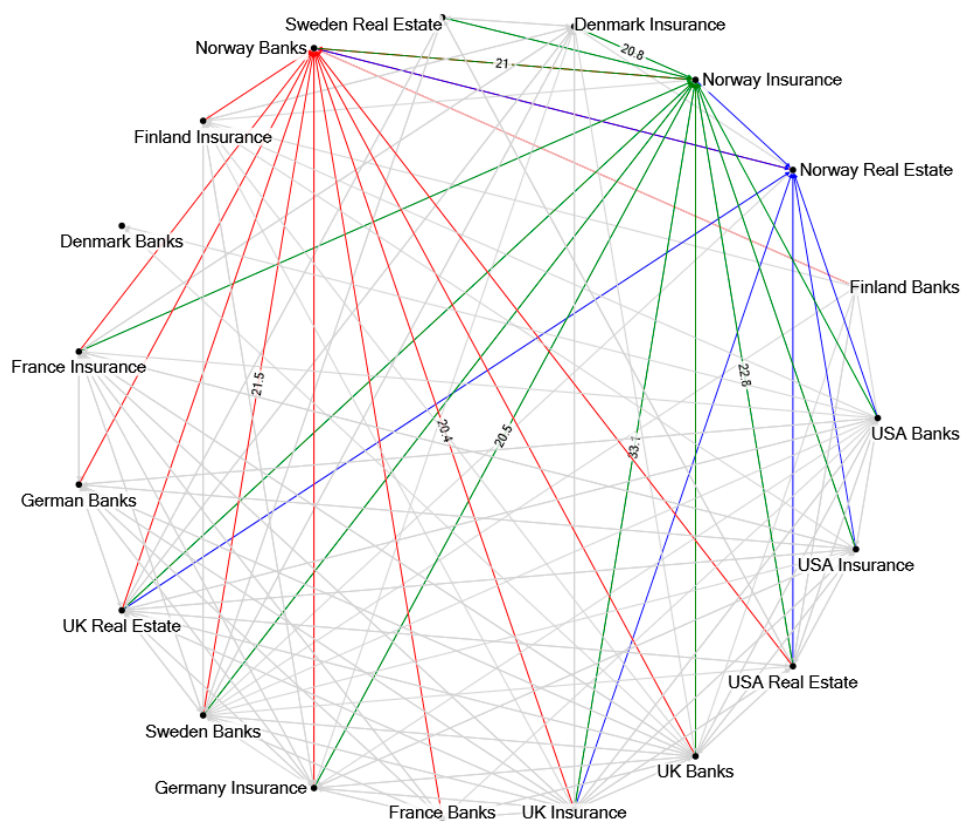 Sweden Real Estate
Denmark Insurance
Norway Banks
20.8
21
Norway Insurance
Finland Insurance
Norway Real Estate
Denmark Banks
Finland Banks
France Insurance
22.8
21.5
USA Banks
20.4
20.5
33.1
German Banks
USA Insurance
UK Real Estate
USA Real Estate
Sweden Banks
UK Banks
Germany Insurance
France Banks
UK Insurance